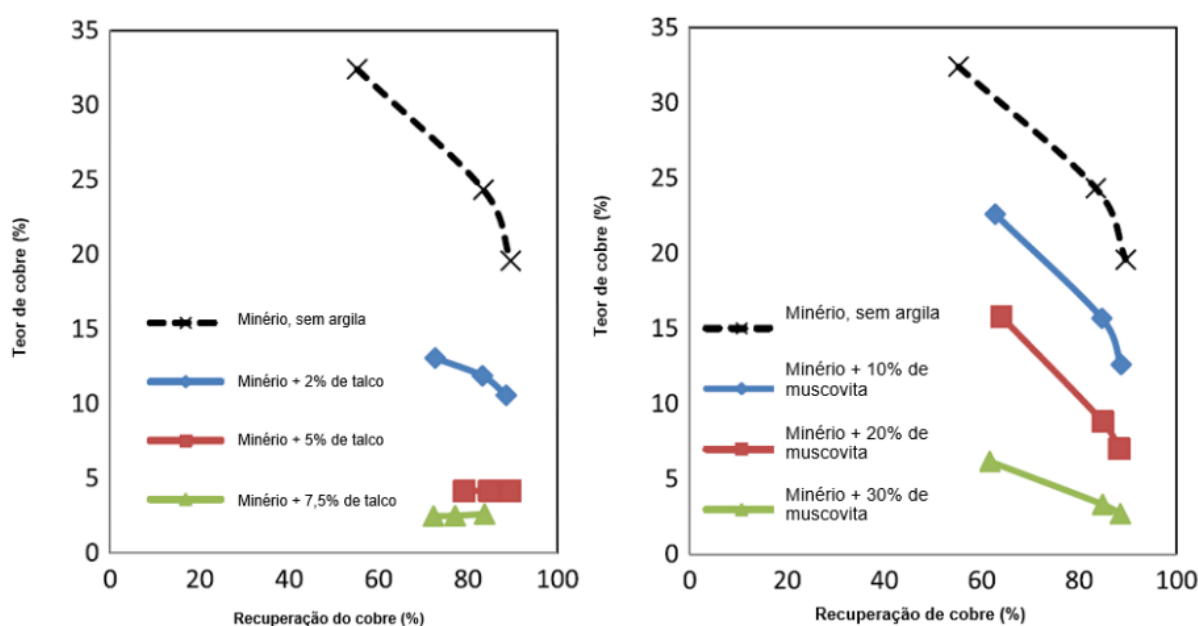 35
30
25
20
15
10
5
0
0 20 40 60 80 100
Teor de cobre (%)
Recuperação do cobre (%)
Minério, sem argila
Minério + 2% de talco
Minério + 5% de talco
Minério + 7,5% de talco
35
30
25
20
15
10
5
0
0 20 40 60 80 100
Teor de cobre (%)
Recuperação de cobre (%)
Minério, sem argila
Minério + 10% de
muscovita
Minério + 20% de
muscovita
Minério + 30% de
muscovita